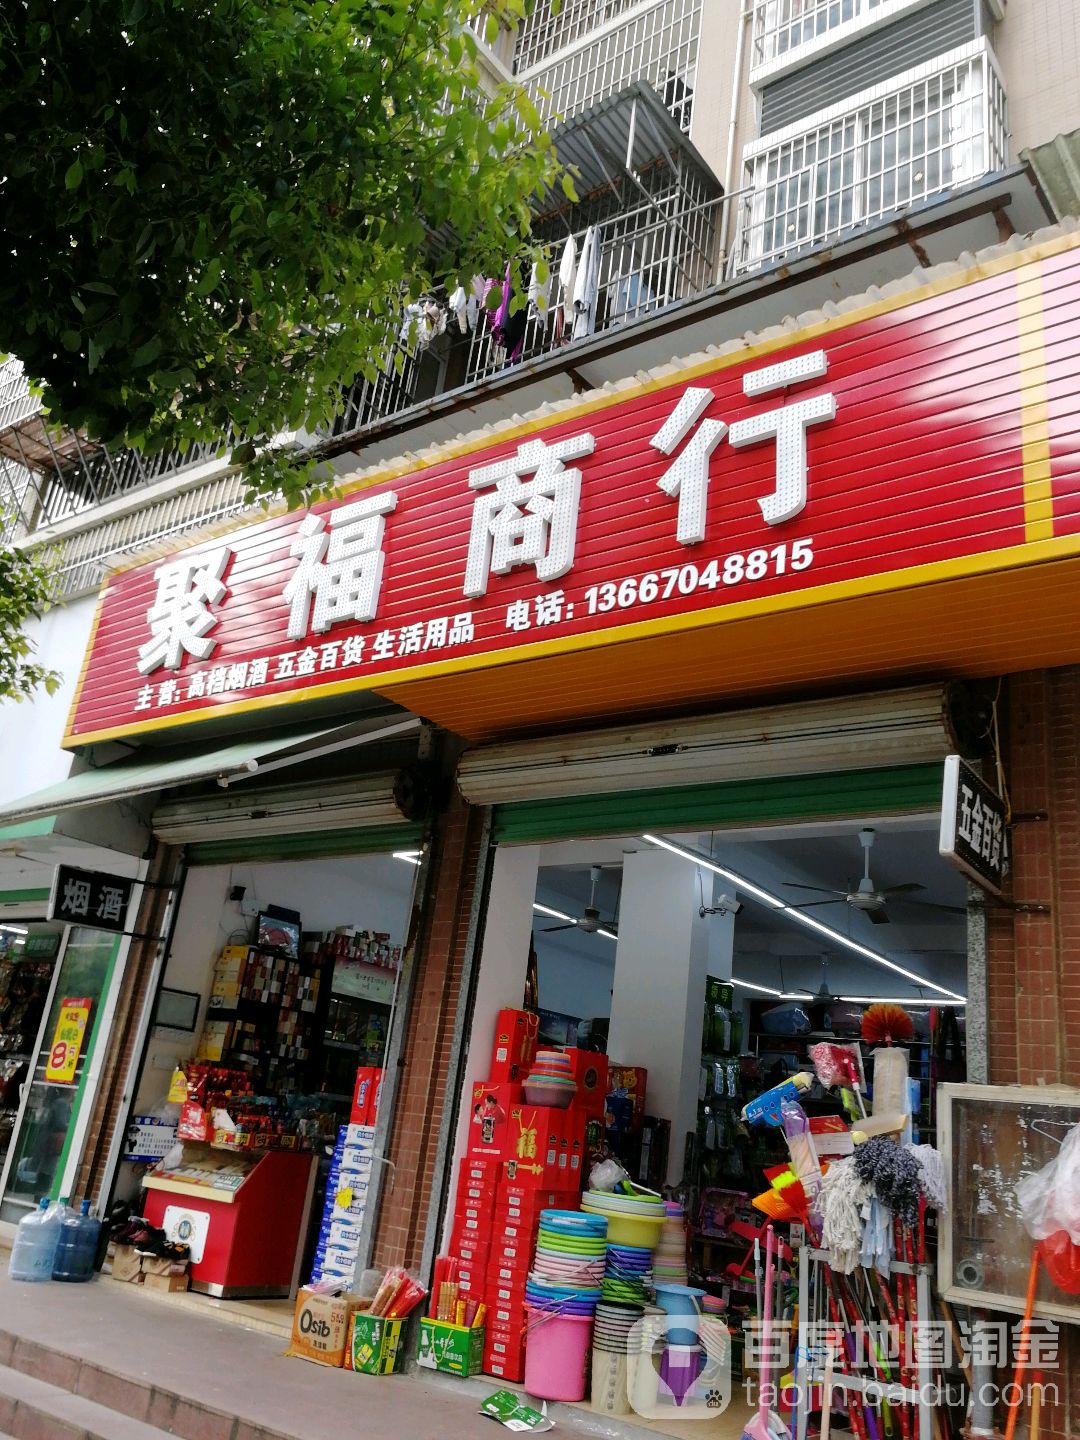 聚福商行
主营：高档烟酒 五金百货 生活用品 电话：13667048815
五金百货
烟酒
8
福
Osib
百度地图淘金
taojin.baidu.com